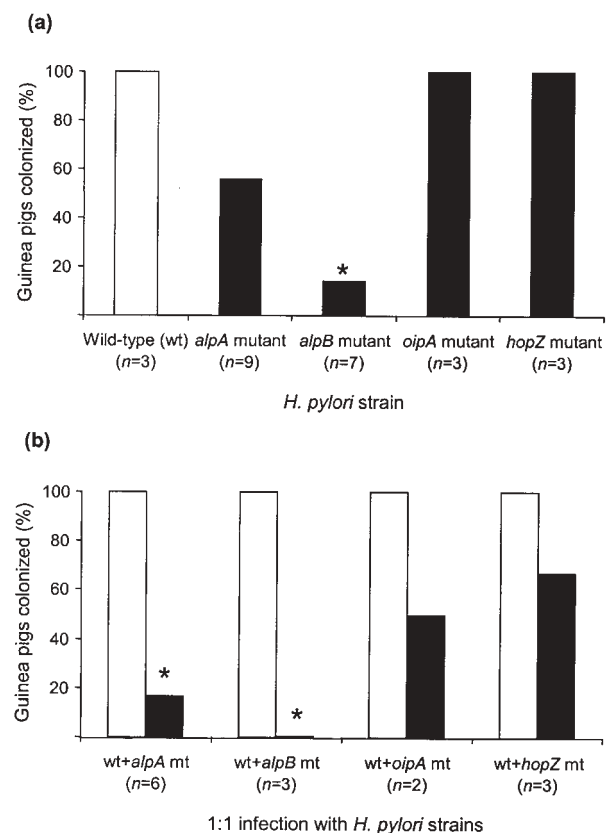 (a)
Guinea pigs colonized (%)
100
80
60
40
20
*
Wild-type (wt) alpA mutant alpB mutant oipA mutant hopZ mutant
(n=3) (n=9) (n=7) (n=3) (n=3)
H. pylori strain
(b)
Guinea pigs colonized (%)
100
80
60
40
20
* *
wt+alpA mt wt+alpB mt wt+oipA mt wt+hopZ mt
(n=6) (n=3) (n=2) (n=3)
1:1 infection with H. pylori strains